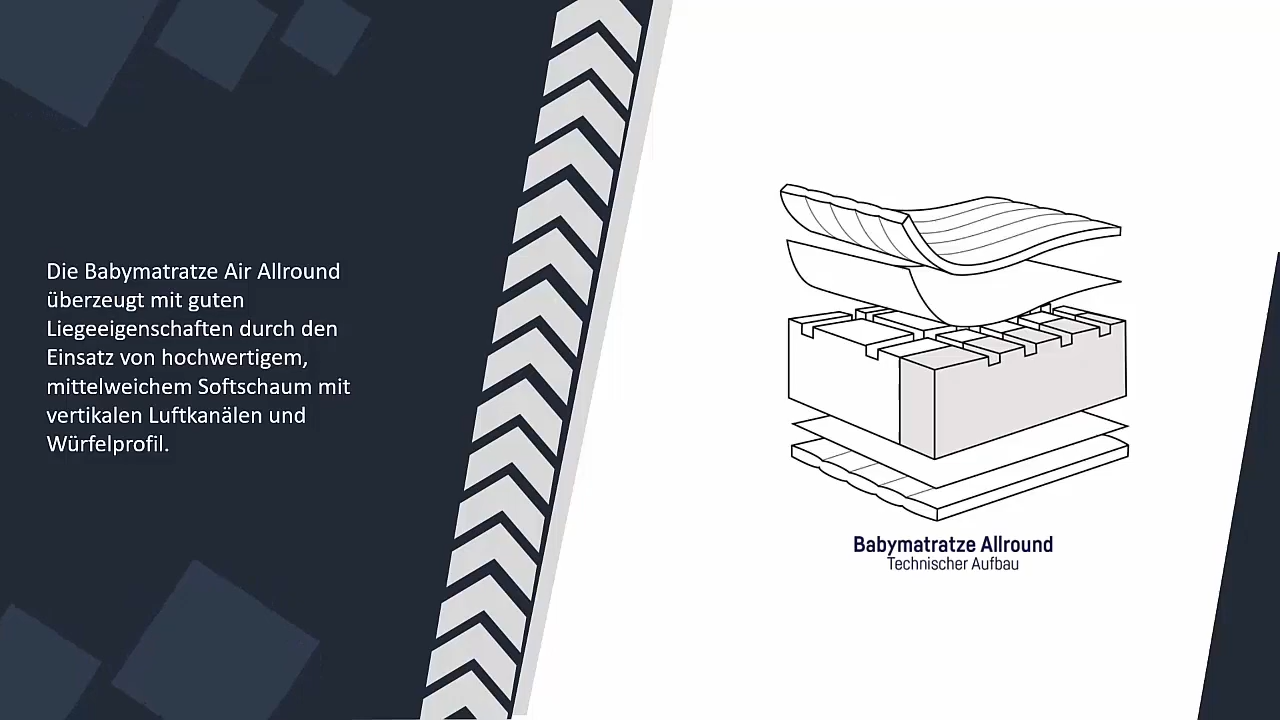 Die Babymatratze Air Allround
überzeugt mit guten
Liegeeigenschaften durch den
Einsatz von hochwertigem,
mittelweichem Softschaum mit
vertikalen Luftkanälen und
Würfelprofil.
Babymatratze Allround
Technischer Aufbau